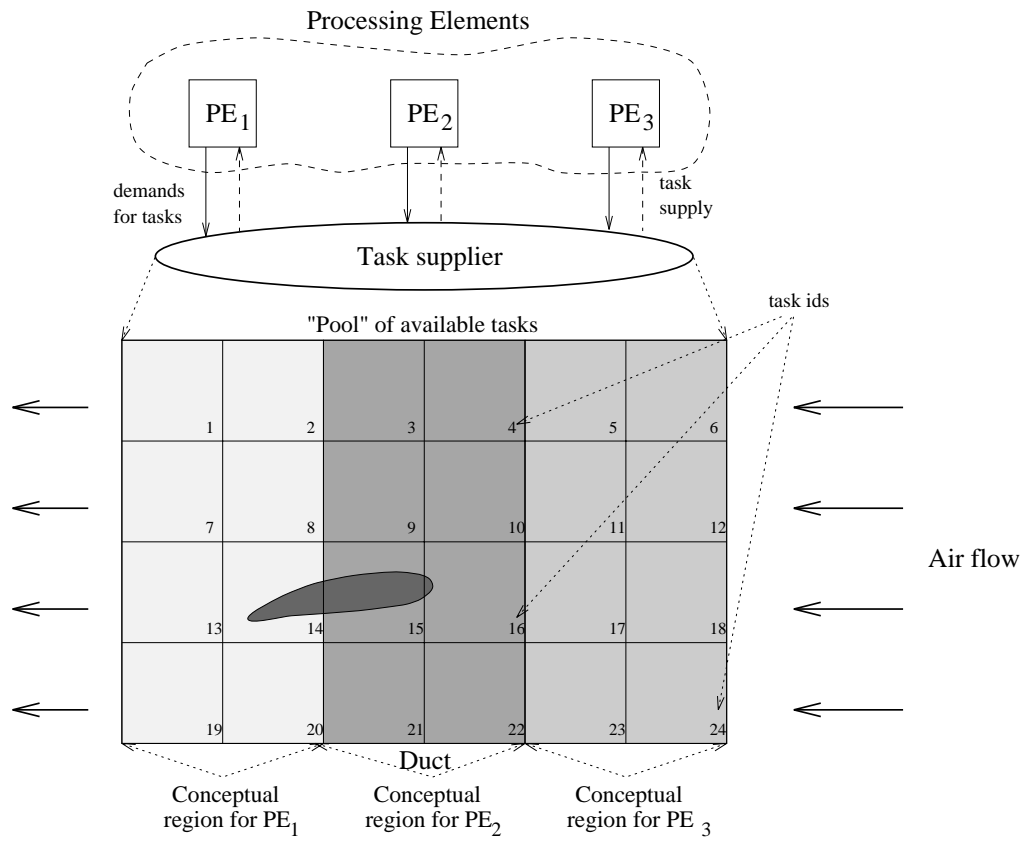 Processing Elements
PE1 PE2 PE3
demands
for tasks
task
supply
Task supplier
task ids
"Pool" of available tasks
1 2 3 4 5 6
7 8 9 10 11 12
Air flow
13 14 15 16 17 18
19 20 21 22 23 24
Duct
Conceptual
region for PE1
Conceptual
region for PE2
Conceptual
region for PE 3